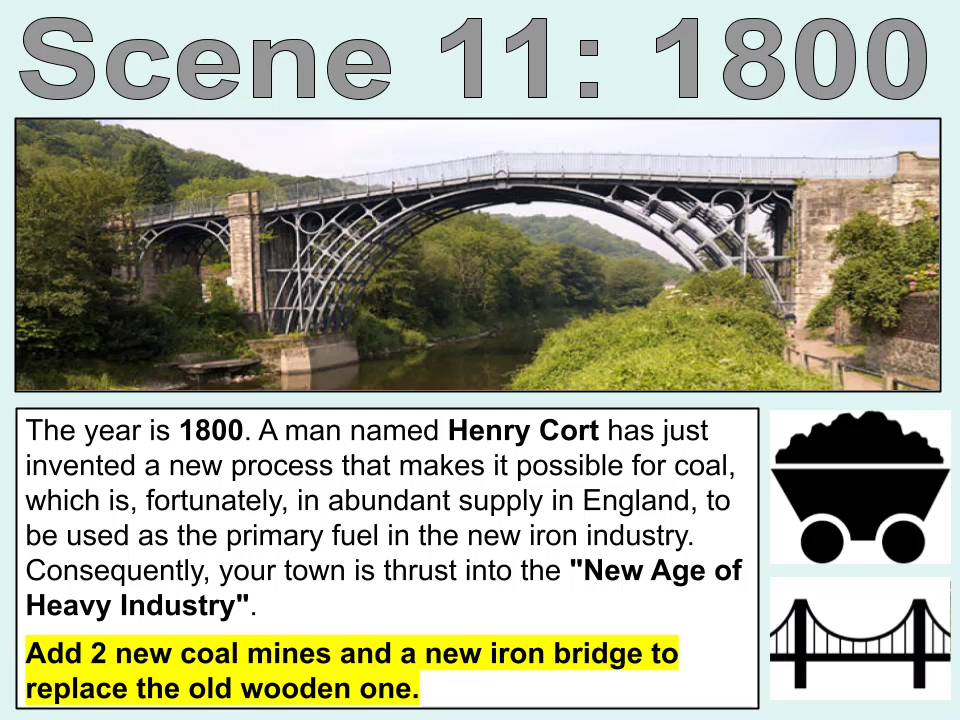 Scene 11: 1800
The year is 1800. A man named Henry Cort has just
invented a new process that makes it possible for coal,
which is, fortunately, in abundant supply in England, to
be used as the primary fuel in the new iron industry.
Consequently, your town is thrust into the "New Age of
Heavy Industry".
Add 2 new coal mines and a new iron bridge to
replace the old wooden one.